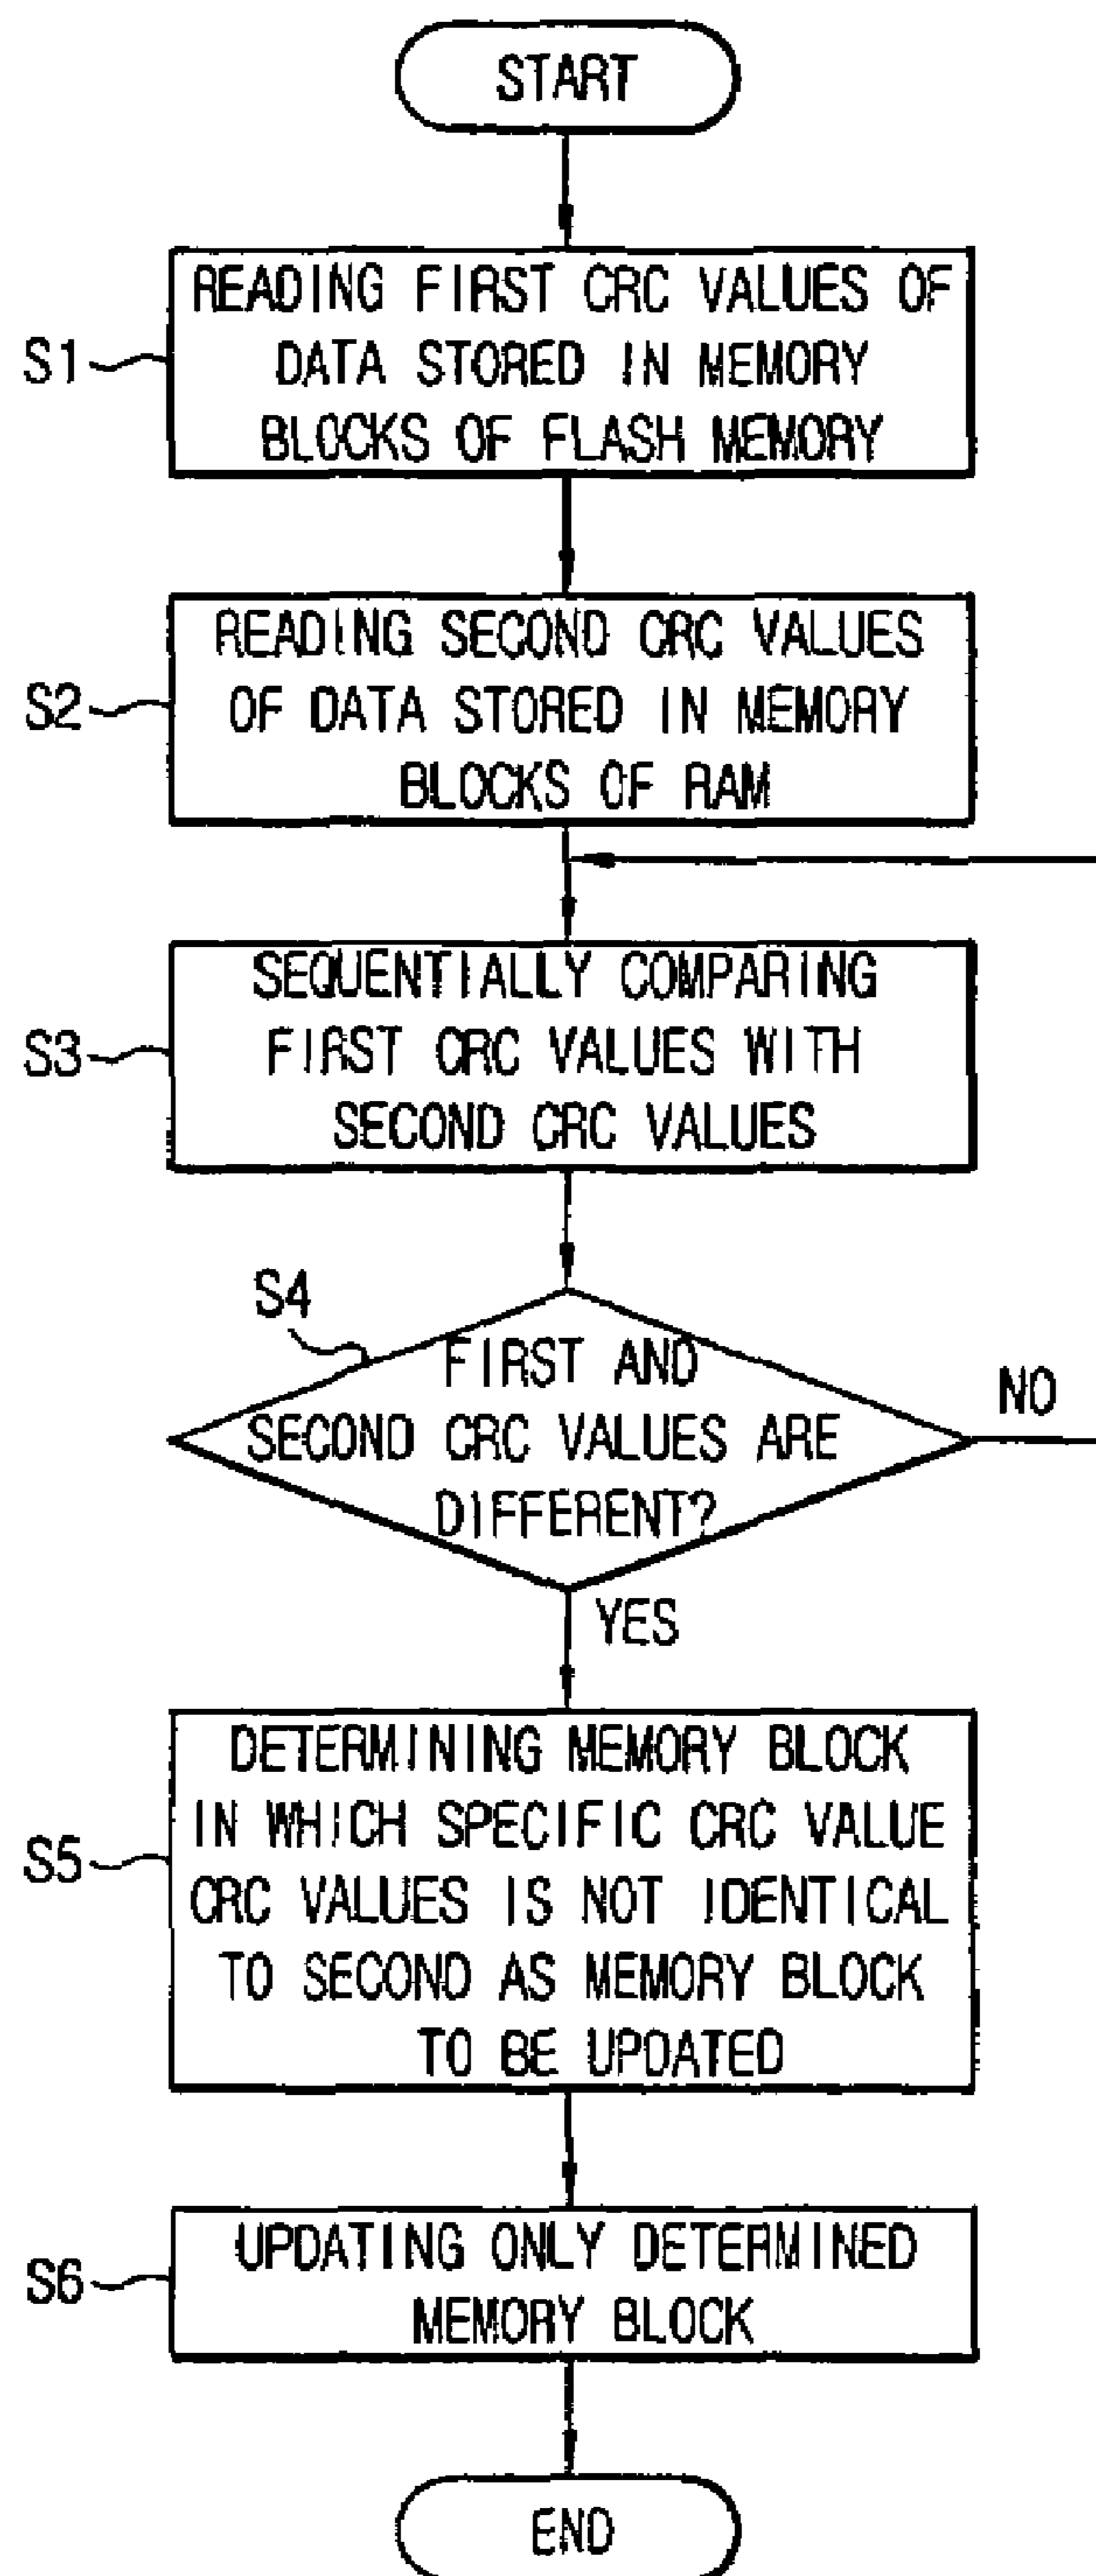 START
READING FIRST CRC VALUES OF
DATA STORED IN MEMORY
BLOCKS OF FLASH MEMORY
S1
READING SECOND CRC VALUES
OF DATA STORED IN MEMORY
BLOCKS OF RAM
S2
SEQUENTIALLY COMPARING
FIRST CRC VALUES WITH
SECOND CRC VALUES
S3
S4
FIRST AND
SECOND CRC VALUES ARE
DIFFERENT?
NO
YES
DETERMINING MEMORY BLOCK
IN WHICH SPECIFIC CRC VALUE
CRC VALUES IS NOT IDENTICAL
TO SECOND AS MEMORY BLOCK
TO BE UPDATED
S5
UPDATING ONLY DETERMINED
MEMORY BLOCK
S6
END